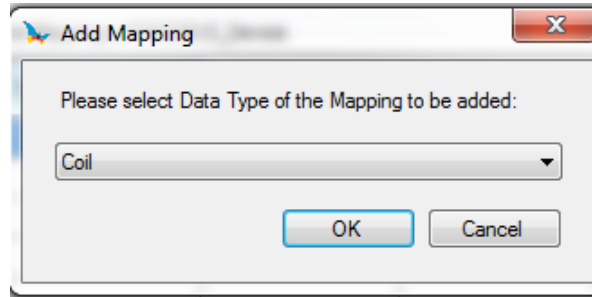 Add Mapping
Please select Data Type of the Mapping to be added:
Coil
OK
Cancel